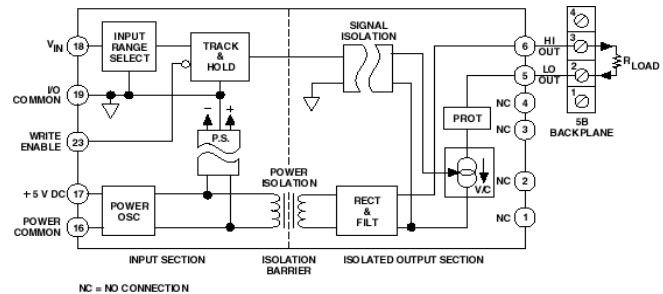 V IN
18
INPUT
RANGE
SELECT
TRACK
&
HOLD
SIGNAL
ISOLATION
6
HI
OUT
4
3
2
1
R LOAD
5
LO
OUT
I/O
COMMON
19
NC
4
PROT
NC
3
5B
BACKPLANE
WRITE
ENABLE
23
−
+
P.S.
POWER
ISOLATION
V/C
NC
2
+5 V DC
17
POWER
OSC
RECT
&
FILT
POWER
COMMON
16
NC
1
INPUT SECTION
ISOLATION
BARRIER
ISOLATED OUTPUT SECTION
NC = NO CONNECTION